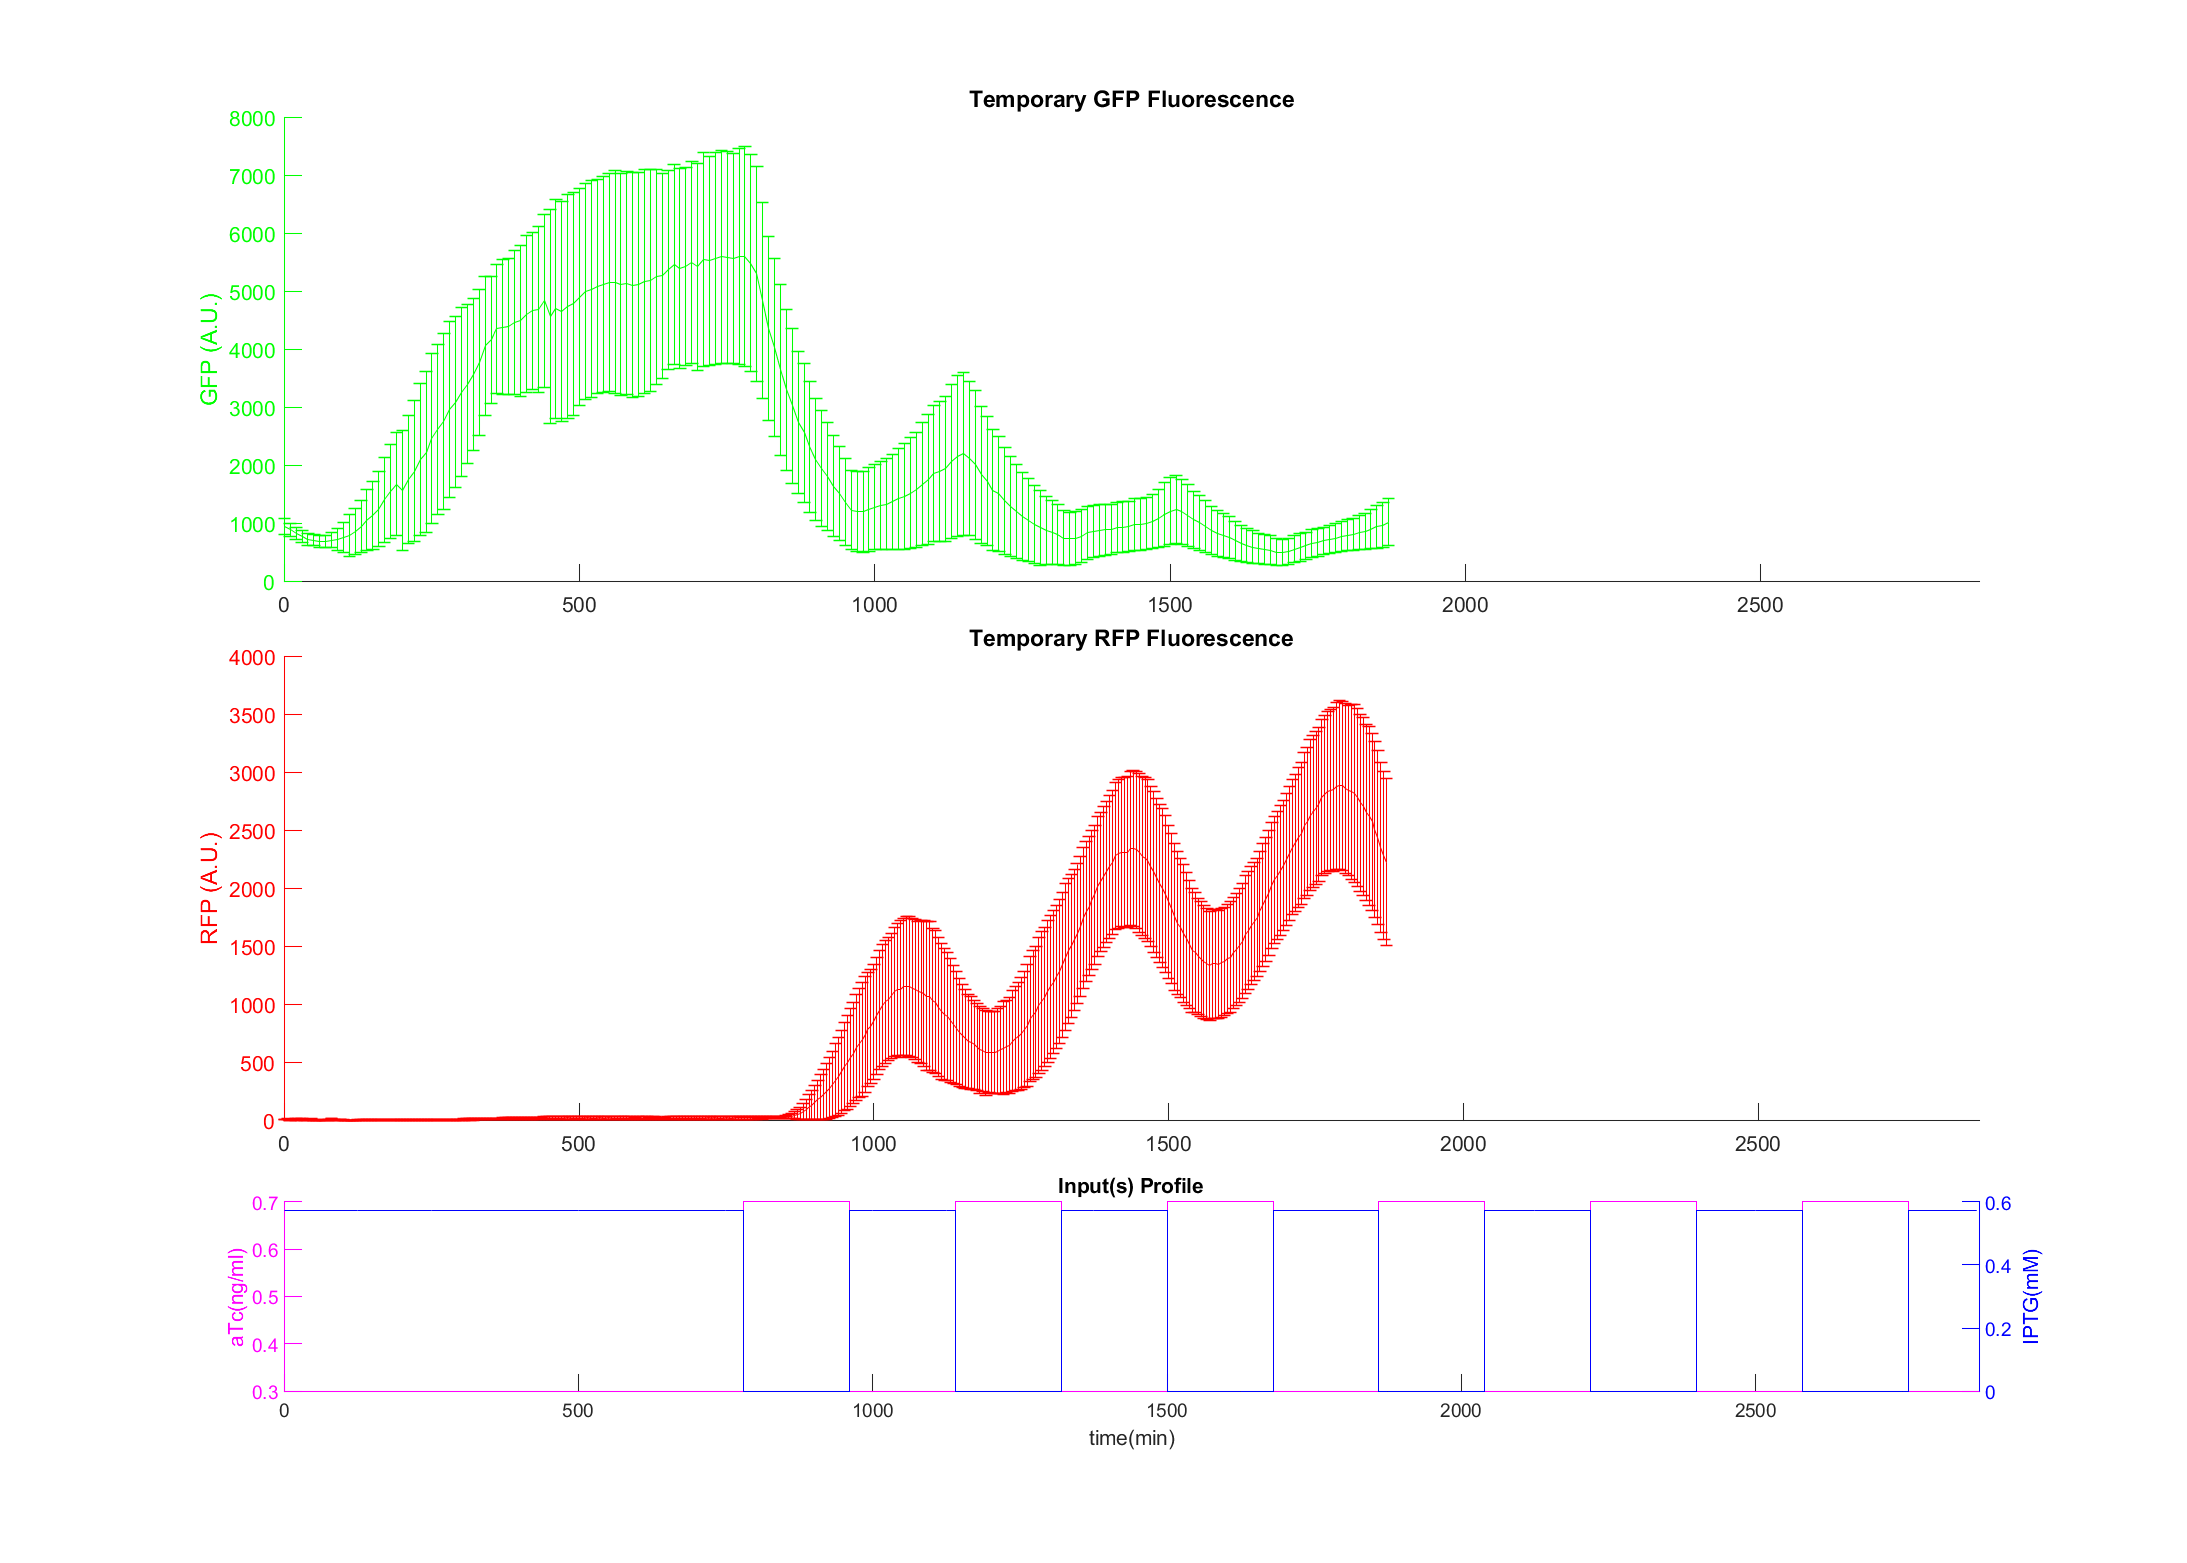 Temporary GFP Fluorescence
8000
7000
6000
5000
4000
3000
2000
1000
0
GFP (A.U.)
0 500 1000 1500 2000 2500
Temporary RFP Fluorescence
4000
3500
3000
2500
2000
1500
1000
500
0
RFP (A.U.)
0 500 1000 1500 2000 2500
Input(s) Profile
0.7
0.6
0.5
0.4
0.3
aTc(ng/ml)
0.6
0.4
0.2
0
IPTG(mM)
0 500 1000 1500 2000 2500
time(min)